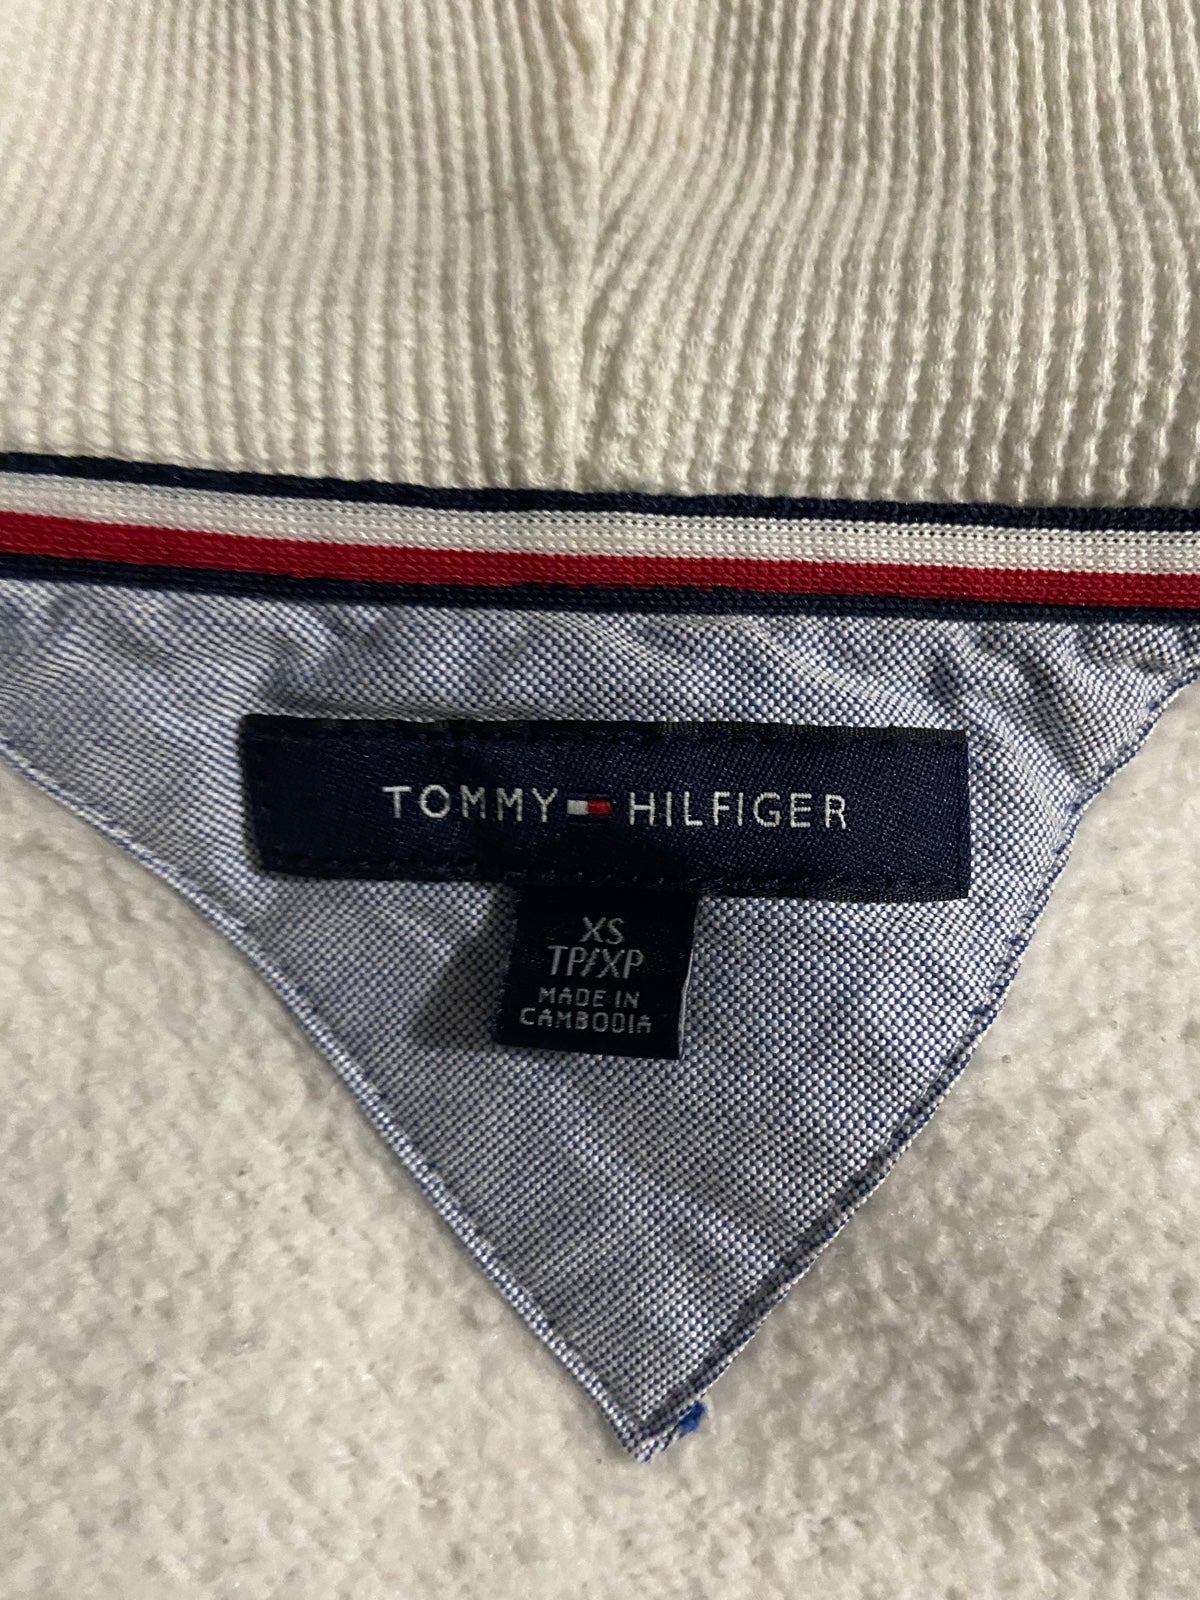 TOMMY HILFIGER
XS
TP/XP
MADE IN
CAMBODIA